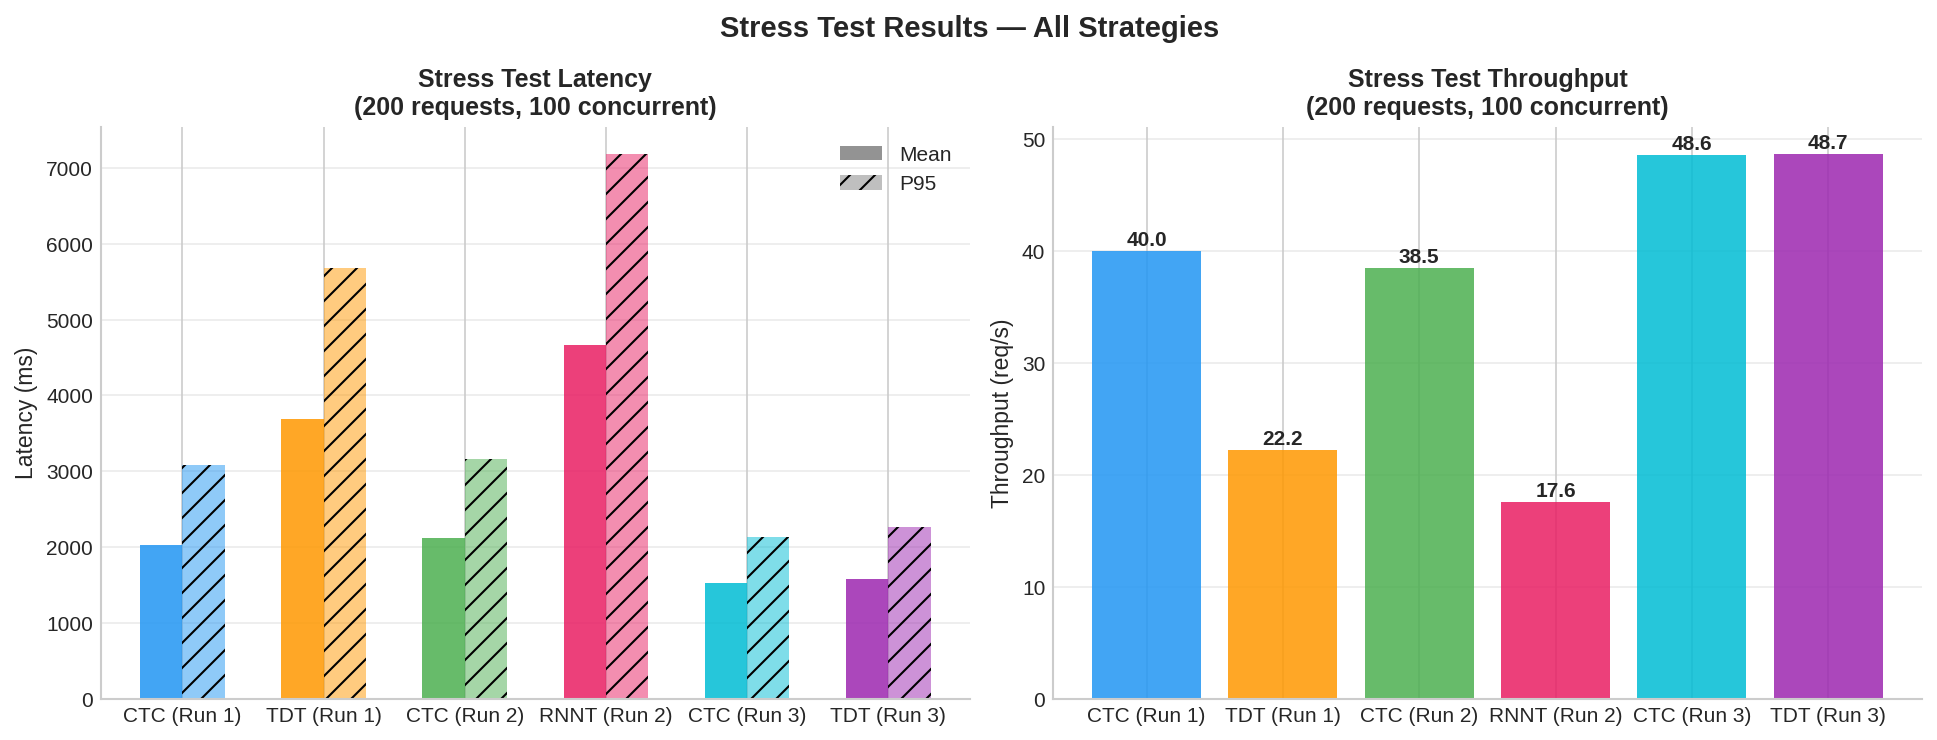 Stress Test Results — All Strategies
Stress Test Latency
(200 requests, 100 concurrent)
Mean
P95
Latency (ms)
7000
6000
5000
4000
3000
2000
1000
0
CTC (Run 1) TDT (Run 1) CTC (Run 2) RNNT (Run 2) CTC (Run 3) TDT (Run 3)
Stress Test Throughput
(200 requests, 100 concurrent)
Throughput (req/s)
50
40
30
20
10
0
40.0
22.2
38.5
17.6
48.6
48.7
CTC (Run 1) TDT (Run 1) CTC (Run 2) RNNT (Run 2) CTC (Run 3) TDT (Run 3)